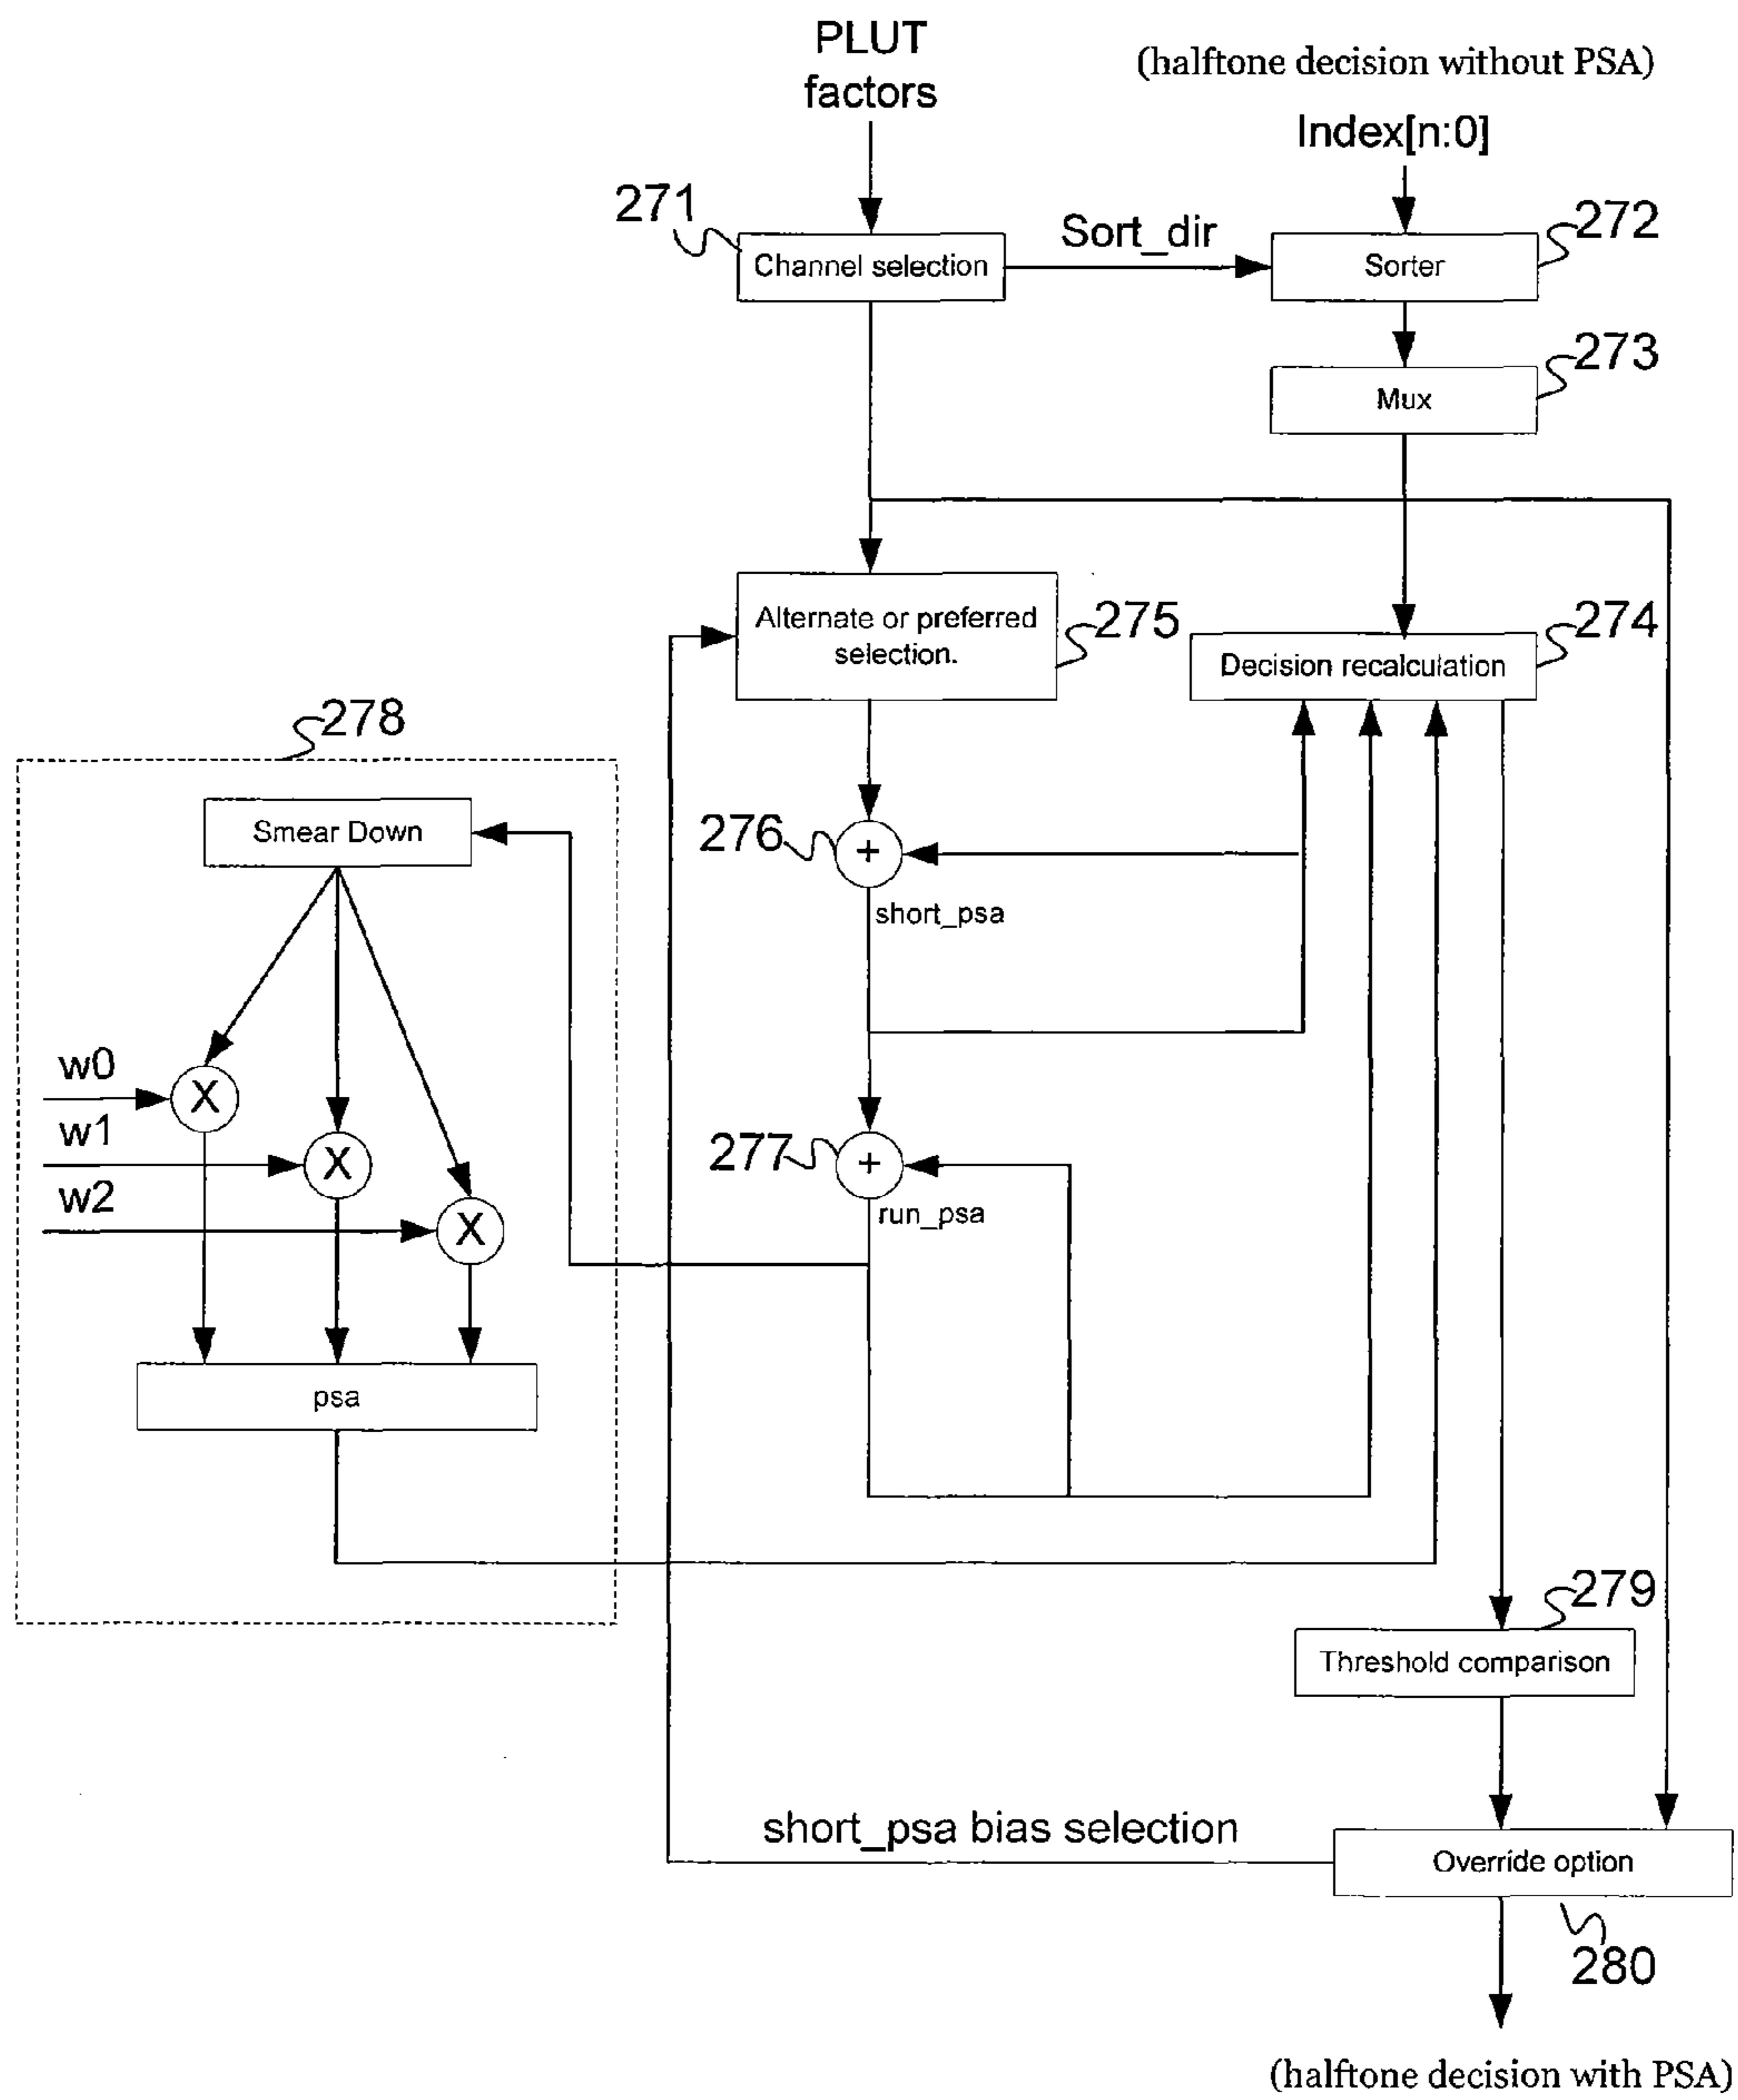 PLUT
factors
(halftone decision without PSA)
Index[n:0]
271
Channel selection
Sort_dir
272
Sorter
273
Mux
Alternate or preferred
selection.
275
274
Decision recalculation
278
Smear Down
276
+
short_psa
w0
X
w1
X
w2
X
277
+
run_psa
psa
279
Threshold comparison
short_psa bias selection
Override option
280
(halftone decision with PSA)